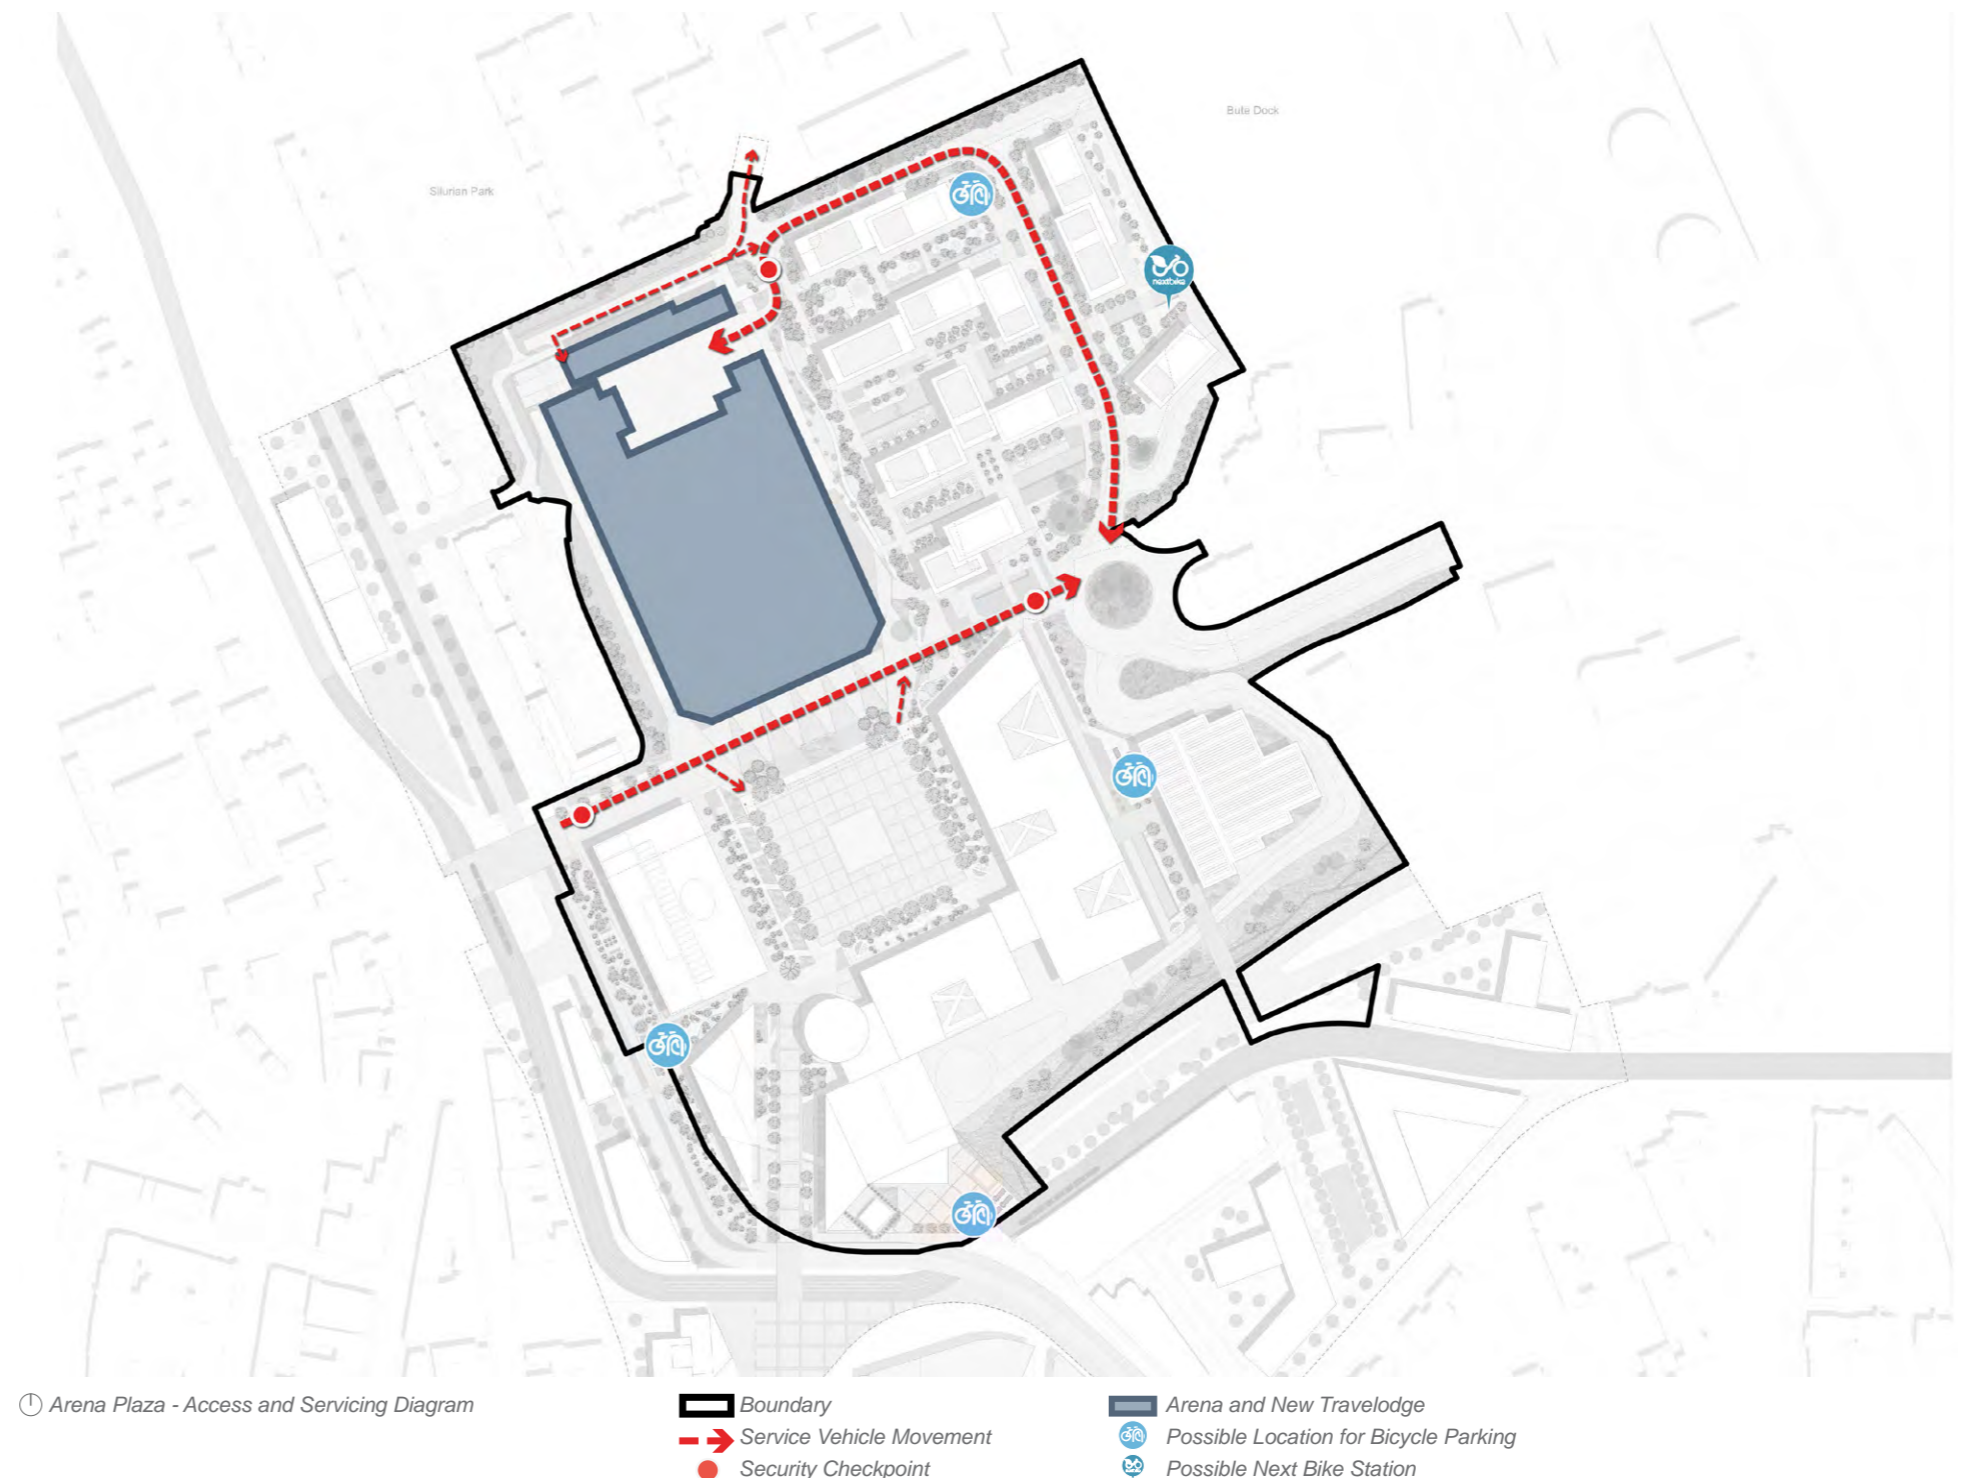 Bute Dock
Silurian Park
nextbike
Arena Plaza - Access and Servicing Diagram
Boundary
Service Vehicle Movement
Security Checkpoint
Arena and New Travelodge
Possible Location for Bicycle Parking
Possible Next Bike Station